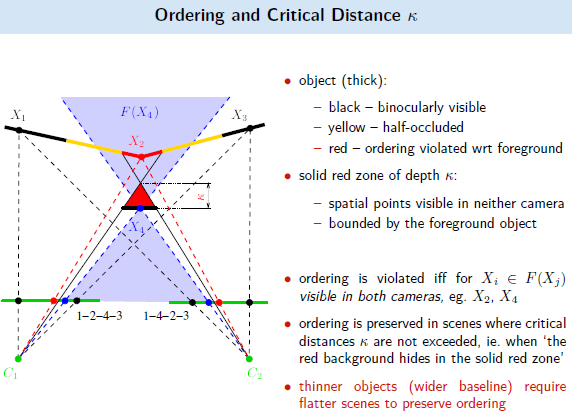 Ordering and Critical Distance κ
F(X₄)
X₁
X₂
X₃
κ
X₄
1−2−4−3
1−4−2−3
C₁
C₂
• object (thick):
– black – binocularly visible
– yellow – half-occluded
– red – ordering violated wrt foreground
• solid red zone of depth κ:
– spatial points visible in neither camera
– bounded by the foreground object
• ordering is violated iff for Xᵢ ∈ F(Xⱼ)
visible in both cameras, eg. X₂, X₄
• ordering is preserved in scenes where critical
distances κ are not exceeded, ie. when ‘the
red background hides in the solid red zone’
• thinner objects (wider baseline) require
flatter scenes to preserve ordering